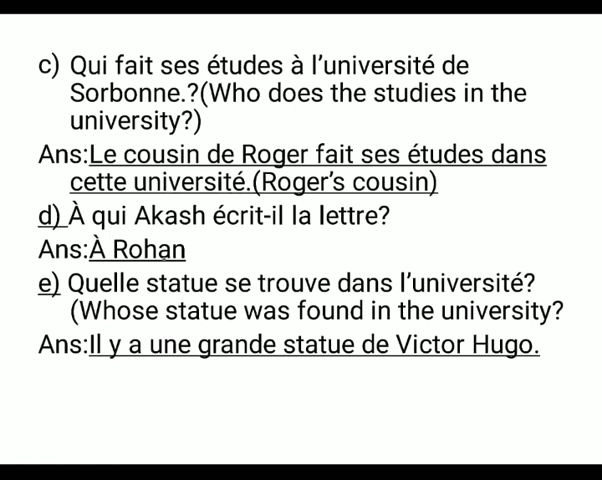 c) Qui fait ses études à l'université de
Sorbonne.?(Who does the studies in the
university?)
Ans:Le cousin de Roger fait ses études dans
cette université.(Roger's cousin)
d) À qui Akash écrit-il la lettre?
Ans:À Rohan
e) Quelle statue se trouve dans l'université?
(Whose statue was found in the university?
Ans:Il y a une grande statue de Victor Hugo.